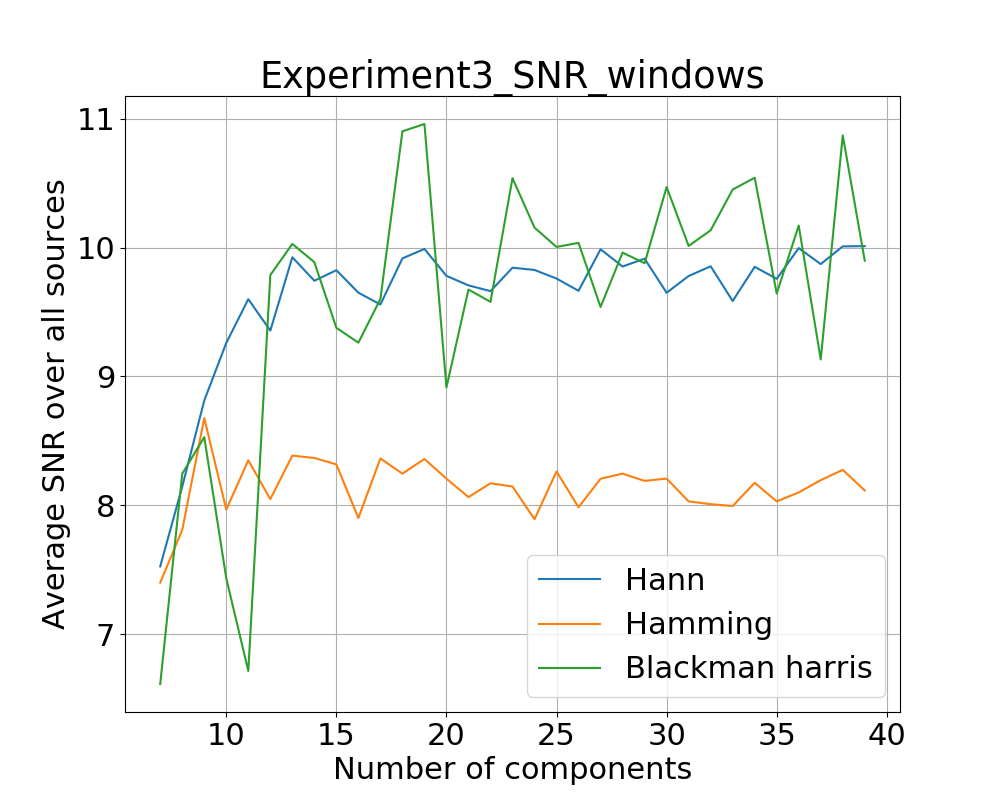 Experiment3_SNR_windows
11
10
9
8
7
Average SNR over all sources
Hann
Hamming
Blackman harris
10 15 20 25 30 35 40
Number of components